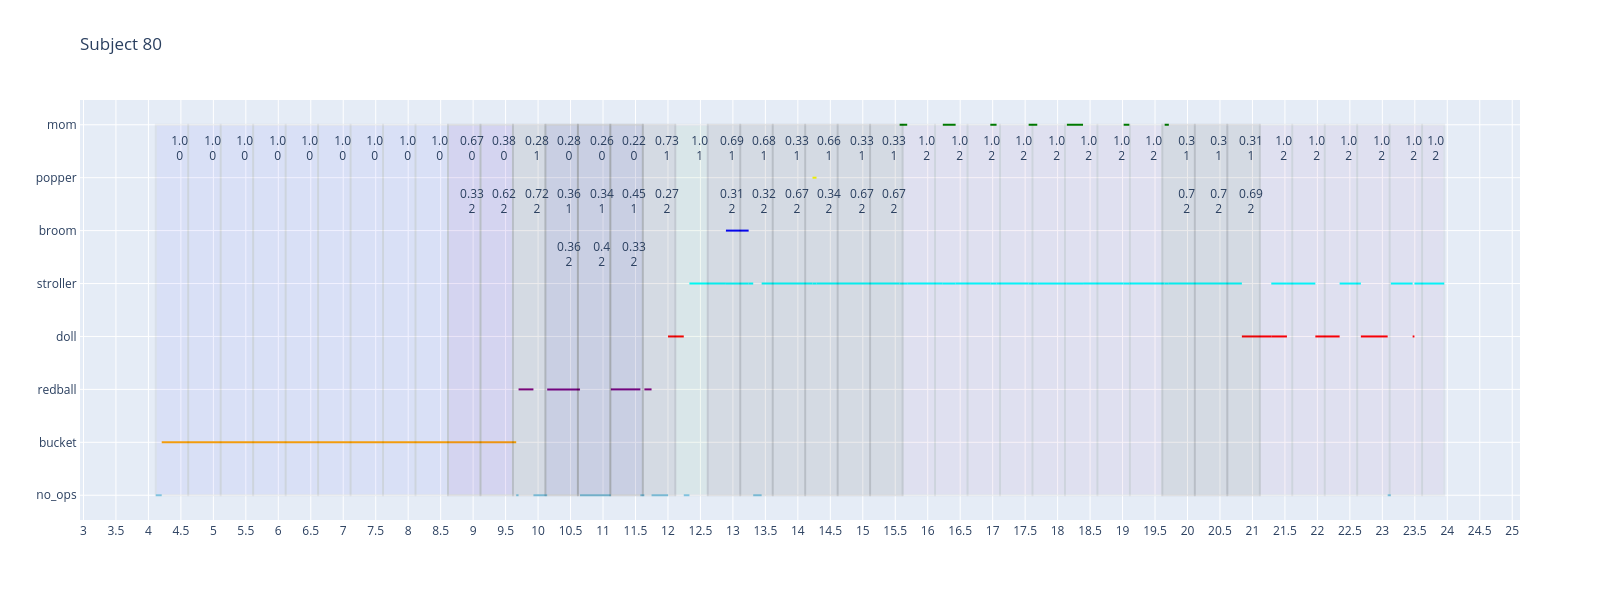 Subject 80
mom
1.0 1.0 1.0 1.0 1.0 1.0 1.0 1.0 1.0 0.67 0.38 0.28 0.28 0.26 0.22 0.73 1.0 0.69 0.68 0.33 0.66 0.33 0.33 1.0 1.0 1.0 1.0 1.0 1.0 1.0 1.0 0.3 0.3 0.31 1.0 1.0 1.0 1.0 1.0 1.0
0 0 0 0 0 0 0 0 0 0 0 1 0 0 0 1 1 1 1 1 1 1 1 2 2 2 2 2 2 2 2 1 1 1 2 2 2 2 2 2
popper
0.33 0.62 0.72 0.36 0.34 0.45 0.27 0.31 0.32 0.67 0.34 0.67 0.67 0.7 0.7 0.69
2 2 2 1 1 1 2 2 2 2 2 2 2 2 2 2
broom
0.36 0.4 0.33
2 2 2
stroller
doll
redball
bucket
no_ops
3 3.5 4 4.5 5 5.5 6 6.5 7 7.5 8 8.5 9 9.5 10 10.5 11 11.5 12 12.5 13 13.5 14 14.5 15 15.5 16 16.5 17 17.5 18 18.5 19 19.5 20 20.5 21 21.5 22 22.5 23 23.5 24 24.5 25